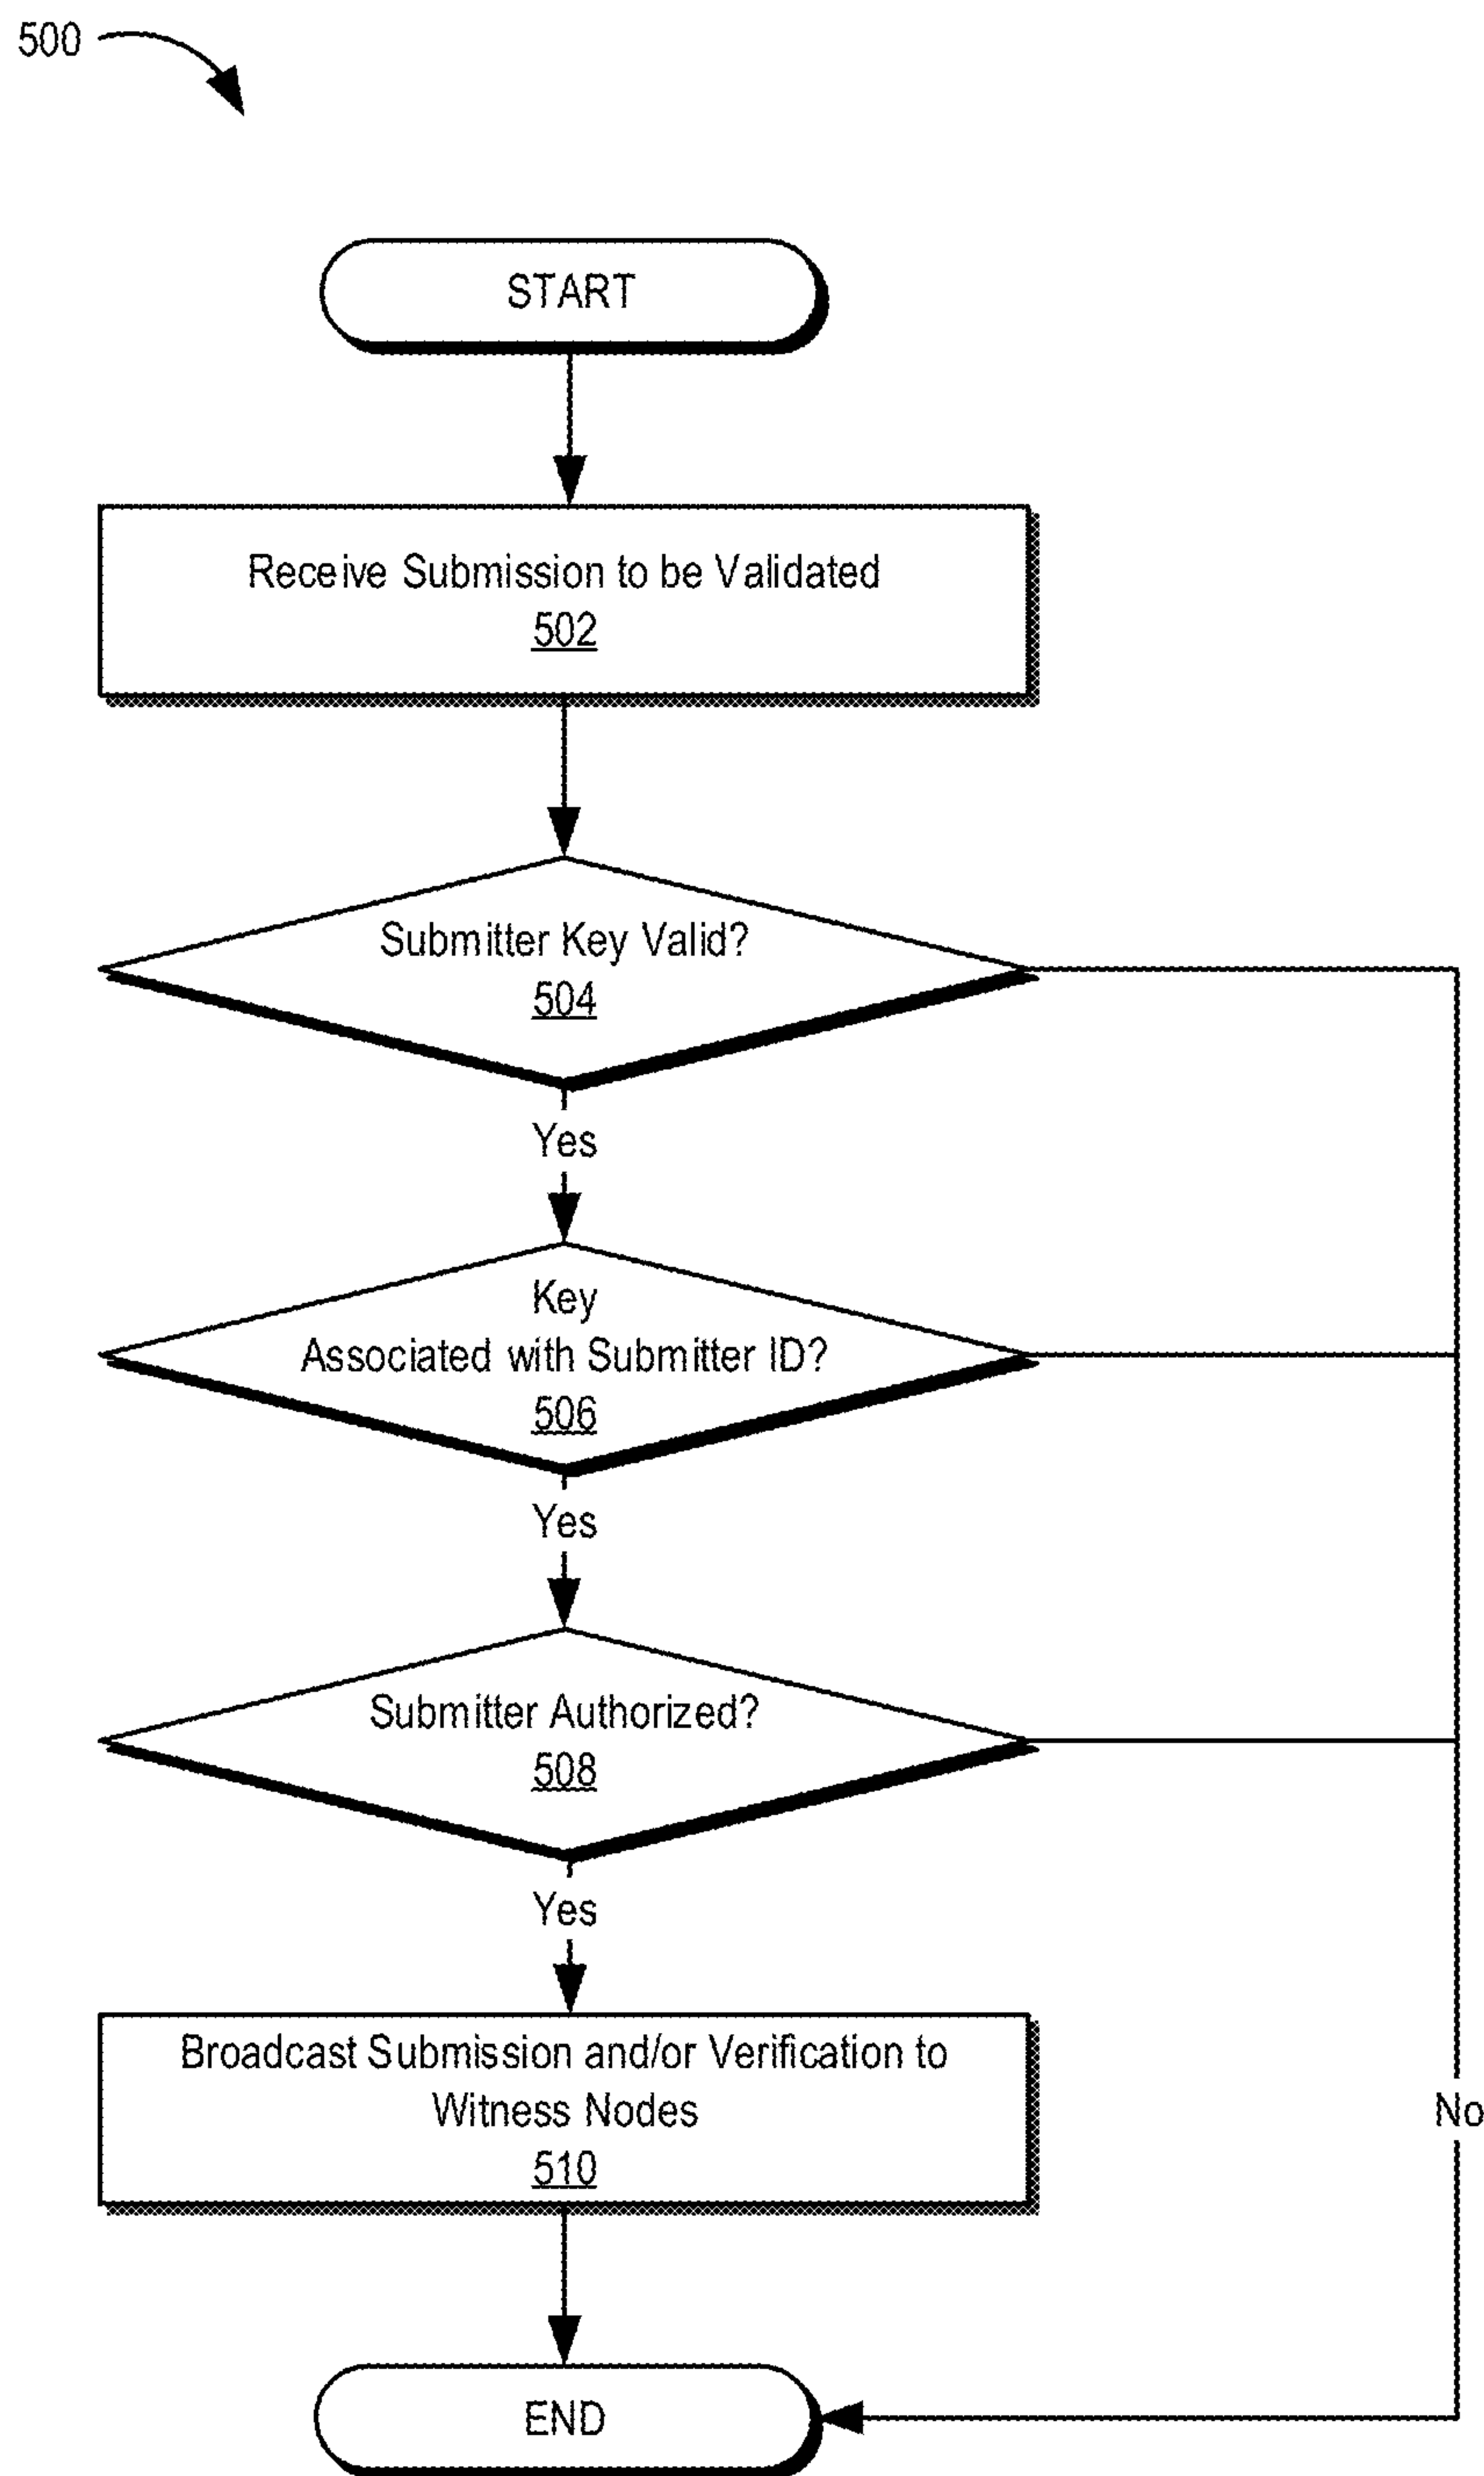 500
START
Receive Submission to be Validated
502
Submitter Key Valid?
504
Yes
Key
Associated with Submitter ID?
506
Yes
Submitter Authorized?
508
Yes
Broadcast Submission and/or Verification to
Witness Nodes
510
No
END